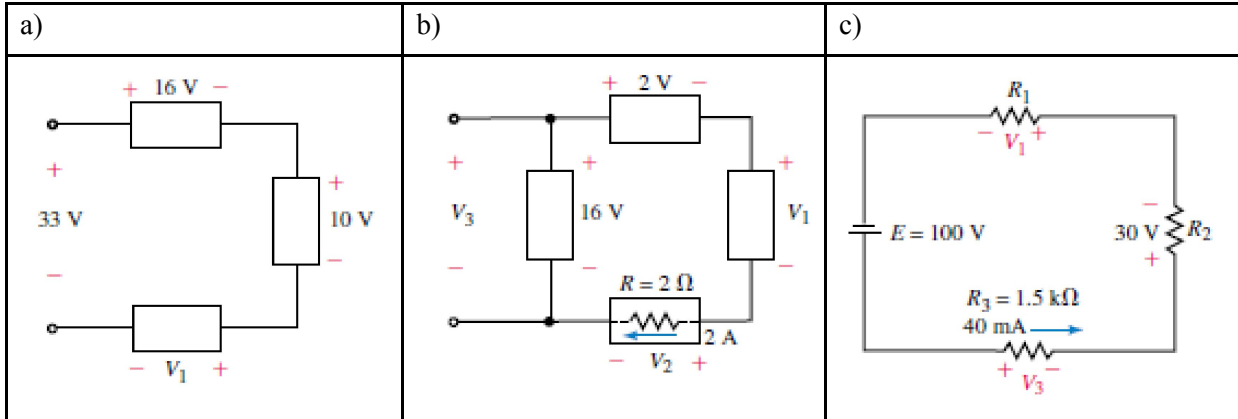 a)
b)
c)
+ 16 V −
+
33 V
−
+
10 V
−
− V₁ +
+ 2 V −
+
V₃
−
+
16 V
−
+
V₁
−
R = 2 Ω
2 A
− V₂ +
R₁
− V₁ +
E = 100 V
−
30 V
+
R₂
R₃ = 1.5 kΩ
40 mA
+ V₃ −